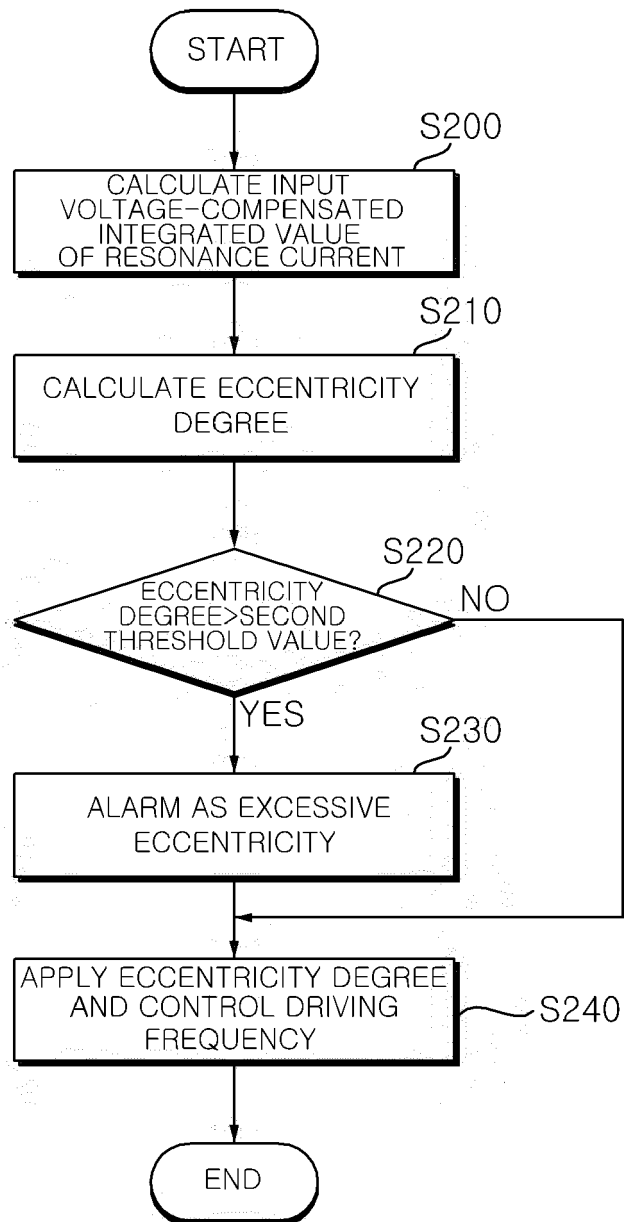 START
S200
CALCULATE INPUT
VOLTAGE-COMPENSATED
INTEGRATED VALUE
OF RESONANCE CURRENT
S210
CALCULATE ECCENTRICITY
DEGREE
S220
ECCENTRICITY
DEGREE>SECOND
THRESHOLD VALUE?
NO
YES
S230
ALARM AS EXCESSIVE
ECCENTRICITY
APPLY ECCENTRICITY DEGREE
AND CONTROL DRIVING
FREQUENCY
S240
END